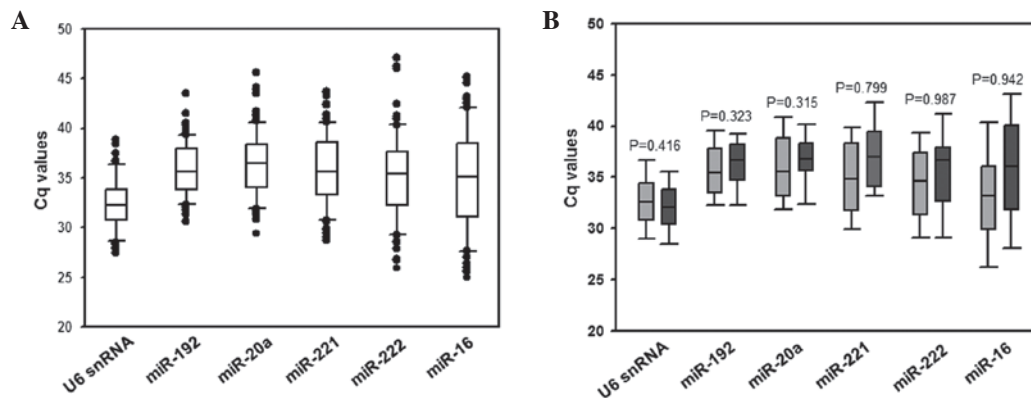 A
50
45
40
35
30
25
20
Cq values
U6 snRNA
miR-192
miR-20a
miR-221
miR-222
miR-16
B
50
45
40
35
30
25
20
Cq values
P=0.416
P=0.323
P=0.315
P=0.799
P=0.987
P=0.942
U6 snRNA
miR-192
miR-20a
miR-221
miR-222
miR-16